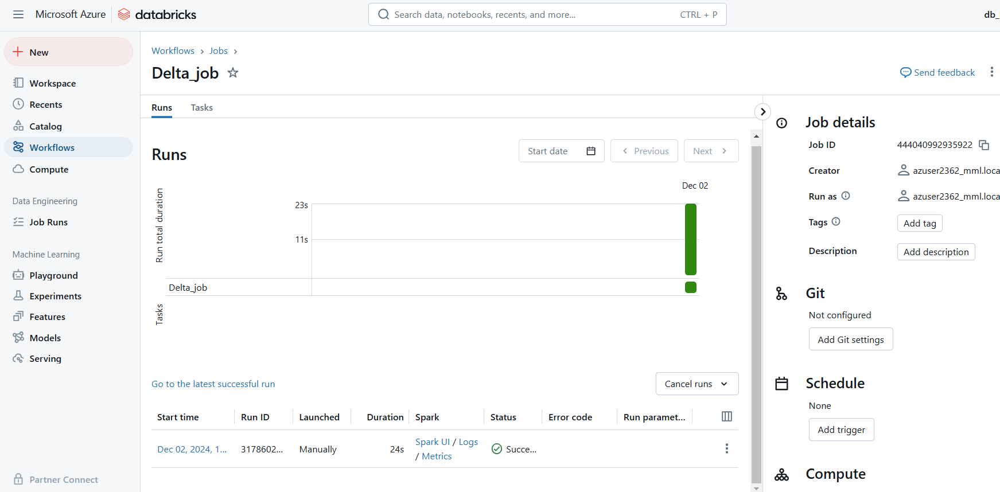 Microsoft Azure databricks
Search data, notebooks, recents, and more... CTRL + P
db_
New
Workspace
Recents
Catalog
Workflows
Compute
Data Engineering
Job Runs
Machine Learning
Playground
Experiments
Features
Models
Serving
Partner Connect
Workflows > Jobs >
Delta_job
Send feedback
Runs Tasks
Runs
Start date
Previous
Next
Dec 02
Run total duration
23s
11s
Delta_job
Tasks
Go to the latest successful run
Cancel runs
Start time Run ID Launched Duration Spark Status Error code Run paramet...
Dec 02, 2024, 1... 3178602... Manually 24s Spark UI / Logs / Metrics Succe...
Job details
Job ID 444040992935922
Creator azuser2362_mml.loca
Run as azuser2362_mml.loca
Tags Add tag
Description Add description
Git
Not configured
Add Git settings
Schedule
None
Add trigger
Compute